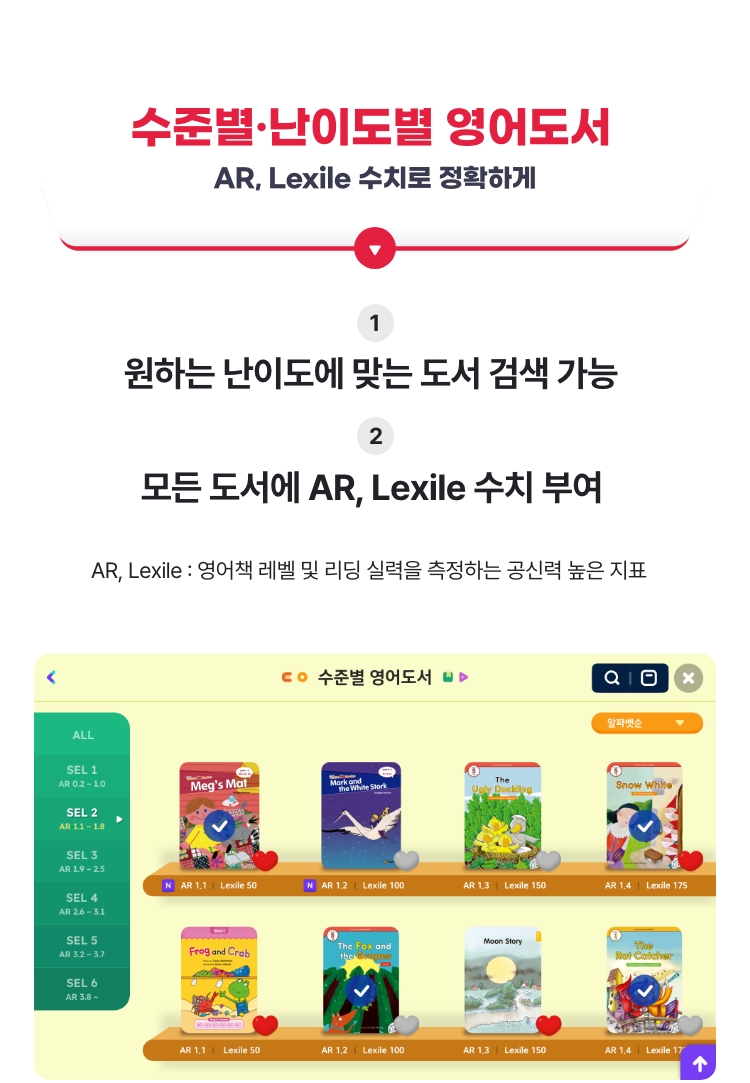 수준별·난이도별 영어도서
AR, Lexile 수치로 정확하게
1
원하는 난이도에 맞는 도서 검색 가능
2
모든 도서에 AR, Lexile 수치 부여
AR, Lexile : 영어책 레벨 및 리딩 실력을 측정하는 공신력 높은 지표
수준별 영어도서
알파벳순
ALL
SEL 1
AR 0.2 ~ 1.0
SEL 2
AR 1.1 ~ 1.8
SEL 3
AR 1.9 ~ 2.5
SEL 4
AR 2.6 ~ 3.1
SEL 5
AR 3.2 ~ 3.7
SEL 6
AR 3.8 ~
Meg's Mat
Mark and
the White Stork
The
Ugly Duckling
Snow White
N AR 1.1 | Lexile 50
N AR 1.2 | Lexile 100
AR 1.3 | Lexile 150
AR 1.4 | Lexile 175
Frog and Crab
The Fox and
the Grapes
Moon Story
The
Rat Catcher
AR 1.1 | Lexile 50
AR 1.2 | Lexile 100
AR 1.3 | Lexile 150
AR 1.4 | Lexile